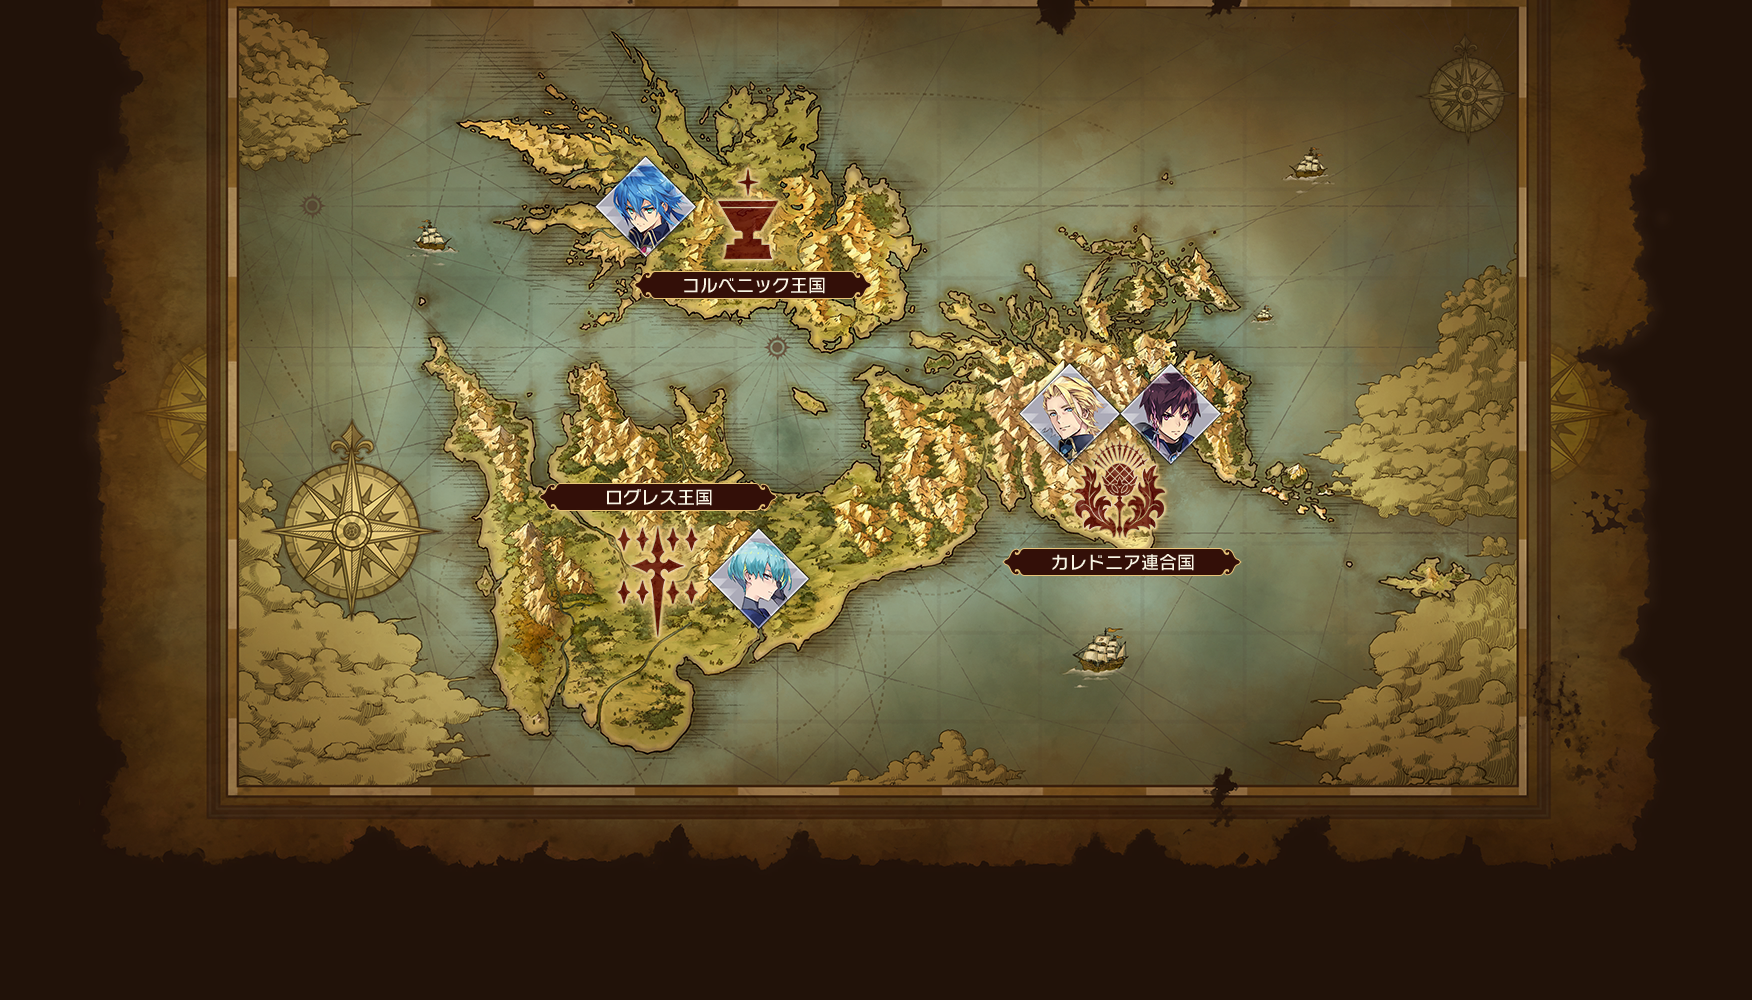 コルベニック王国
ログレス王国
カレドニア連合国